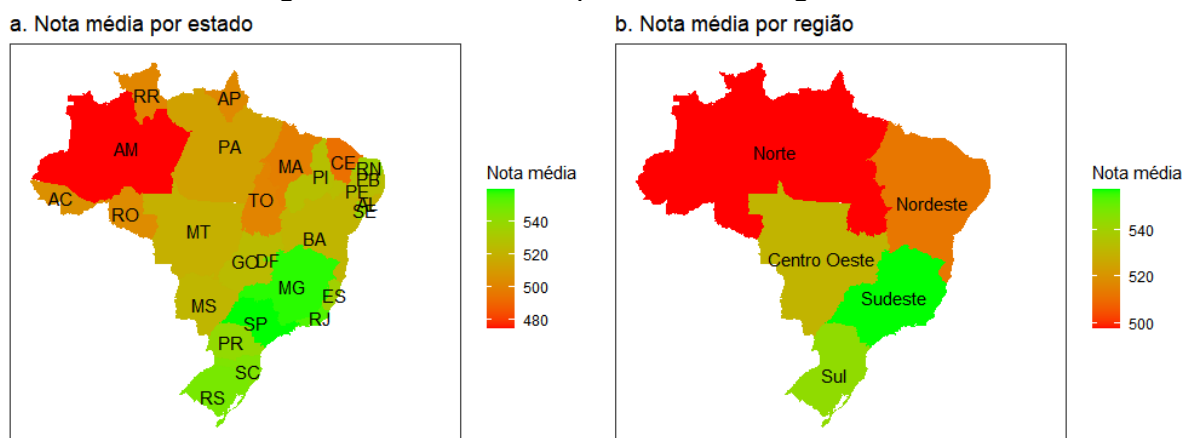 a. Nota média por estado
b. Nota média por região
RR
AP
AM
PA
MA
CE
RN
PB
PI
PE
AL
SE
AC
RO
TO
MT
BA
GO
DF
MG
ES
MS
SP
RJ
PR
SC
RS
Nota média
540
520
500
480
Norte
Nordeste
Centro Oeste
Sudeste
Sul
Nota média
540
520
500